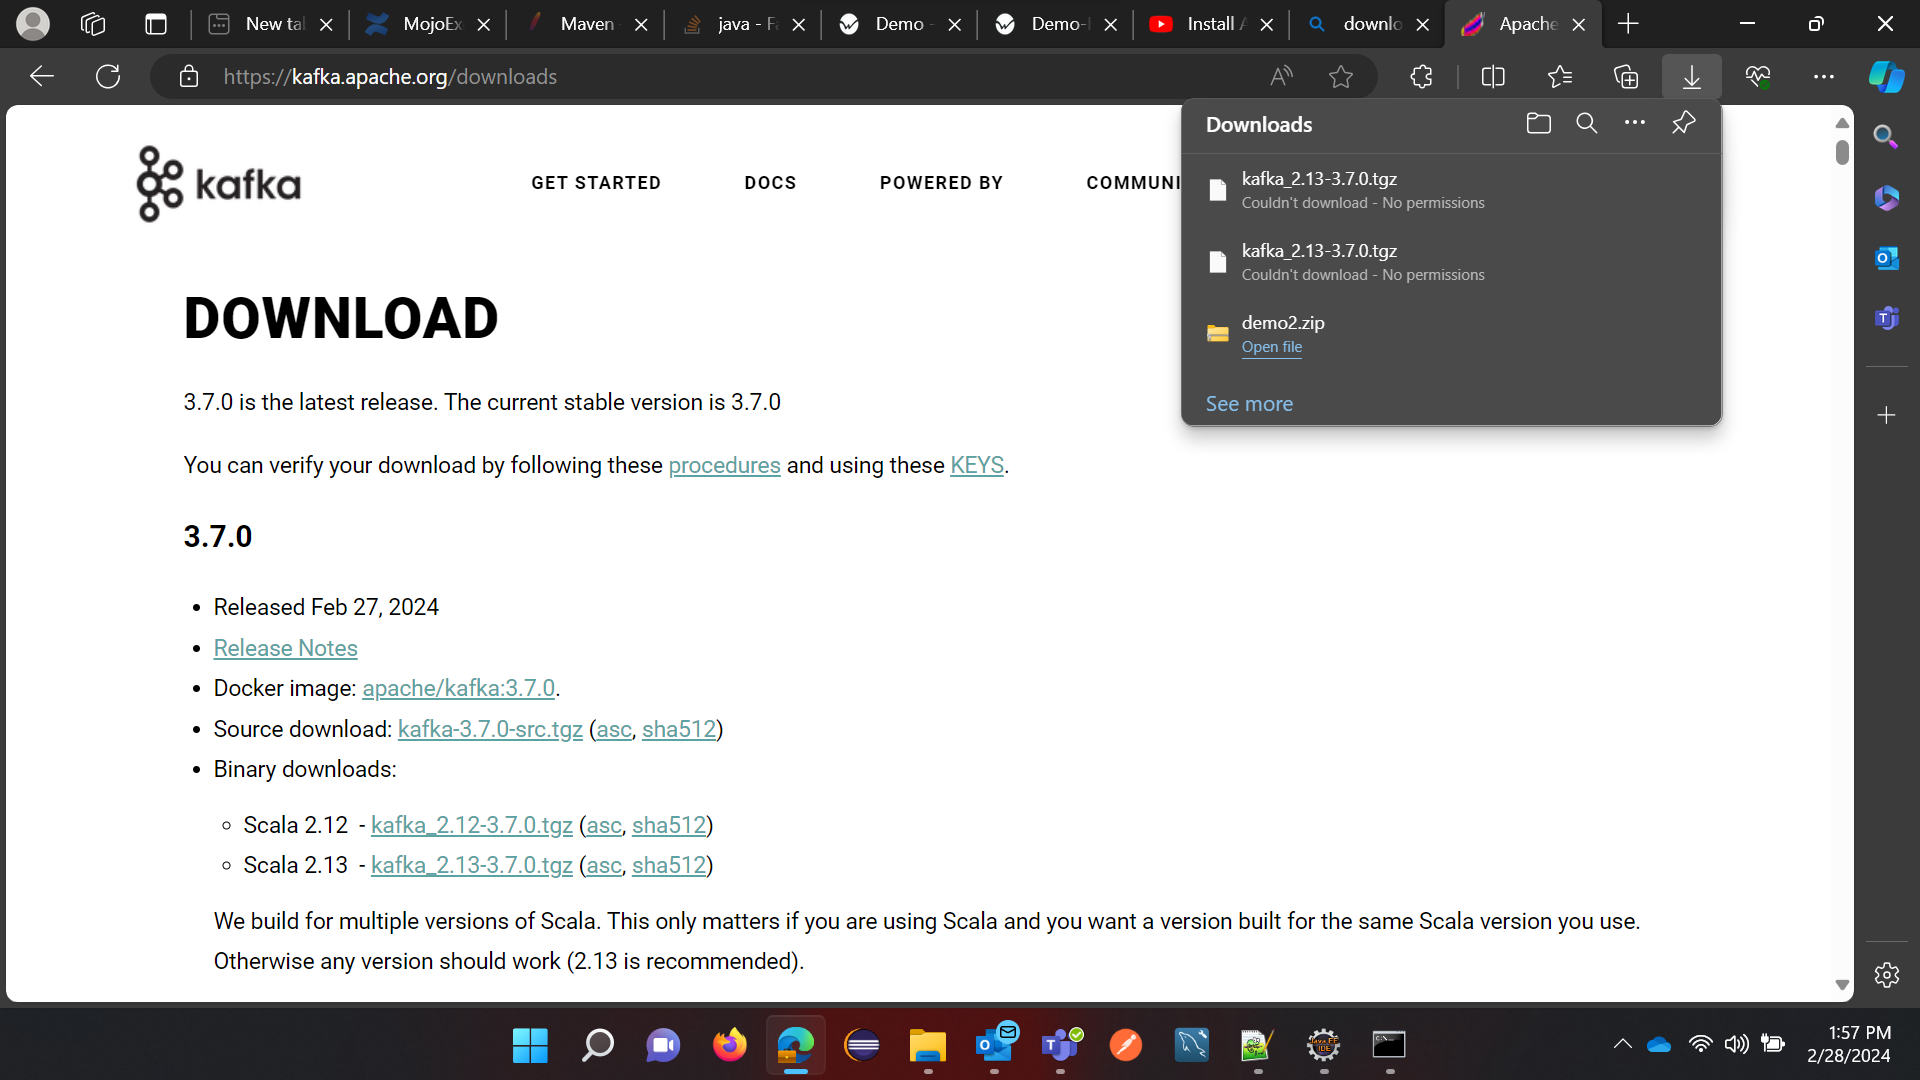 New tal
MojoEx
Maven
java - Fa
Demo -
Demo-
Install A
downlo
Apache
https://kafka.apache.org/downloads
Downloads
kafka_2.13-3.7.0.tgz
Couldn't download - No permissions
kafka_2.13-3.7.0.tgz
Couldn't download - No permissions
demo2.zip
Open file
See more
kafka
GET STARTED
DOCS
POWERED BY
COMMUNI
DOWNLOAD
3.7.0 is the latest release. The current stable version is 3.7.0
You can verify your download by following these procedures and using these KEYS.
3.7.0
• Released Feb 27, 2024
• Release Notes
• Docker image: apache/kafka:3.7.0.
• Source download: kafka-3.7.0-src.tgz (asc, sha512)
• Binary downloads:
◦ Scala 2.12 - kafka_2.12-3.7.0.tgz (asc, sha512)
◦ Scala 2.13 - kafka_2.13-3.7.0.tgz (asc, sha512)
We build for multiple versions of Scala. This only matters if you are using Scala and you want a version built for the same Scala version you use.
Otherwise any version should work (2.13 is recommended).
1:57 PM
2/28/2024